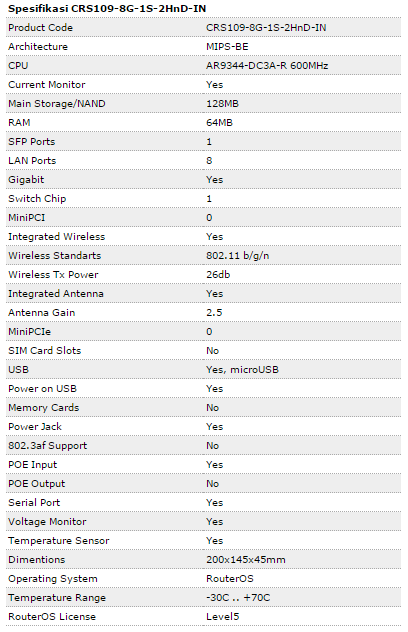 Spesifikasi CRS109-8G-1S-2HnD-IN
Product Code CRS109-8G-1S-2HnD-IN
Architecture MIPS-BE
CPU AR9344-DC3A-R 600MHz
Current Monitor Yes
Main Storage/NAND 128MB
RAM 64MB
SFP Ports 1
LAN Ports 8
Gigabit Yes
Switch Chip 1
MiniPCI 0
Integrated Wireless Yes
Wireless Standarts 802.11 b/g/n
Wireless Tx Power 26db
Integrated Antenna Yes
Antenna Gain 2.5
MiniPCIe 0
SIM Card Slots No
USB Yes, microUSB
Power on USB Yes
Memory Cards No
Power Jack Yes
802.3af Support No
POE Input Yes
POE Output No
Serial Port Yes
Voltage Monitor Yes
Temperature Sensor Yes
Dimentions 200x145x45mm
Operating System RouterOS
Temperature Range -30C .. +70C
RouterOS License Level5